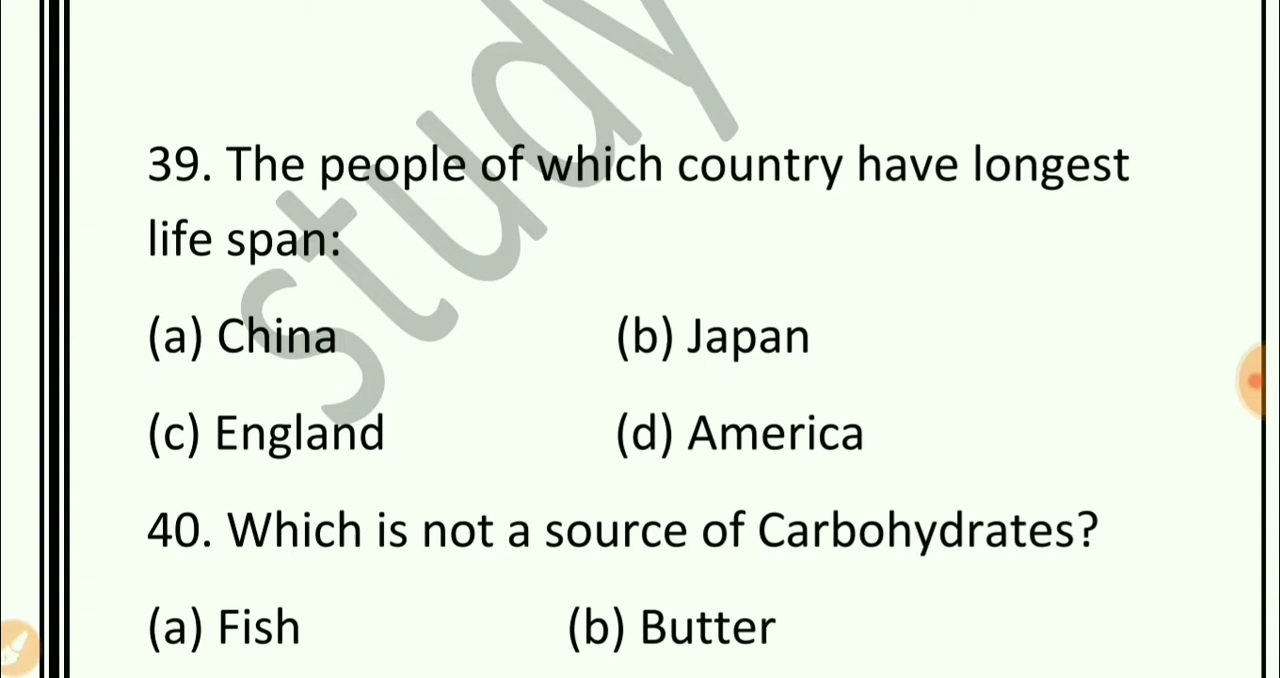 study
39. The people of which country have longest
life span:
(a) China (b) Japan
(c) England (d) America
40. Which is not a source of Carbohydrates?
(a) Fish (b) Butter